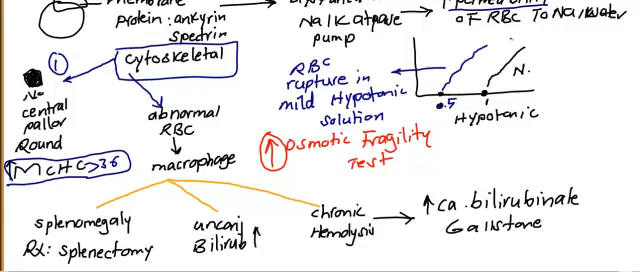 protein: ankyrin
spectrin
Na/K atpase
pump
of RBC To Na/water
①
cytoskeletal
No
central
pallor
Round
↑MCHC>36
abnormal
RBC
macrophage
RBC
rupture in
mild Hypotonic
solution
0.5
1
N.
Hypotonic
↑ Osmotic Fragility
Test
splenomegaly
Rx: splenectomy
unconj
Bilirub ↑
chronic
Hemolysis
↑ ca. bilirubinate
Gallstone